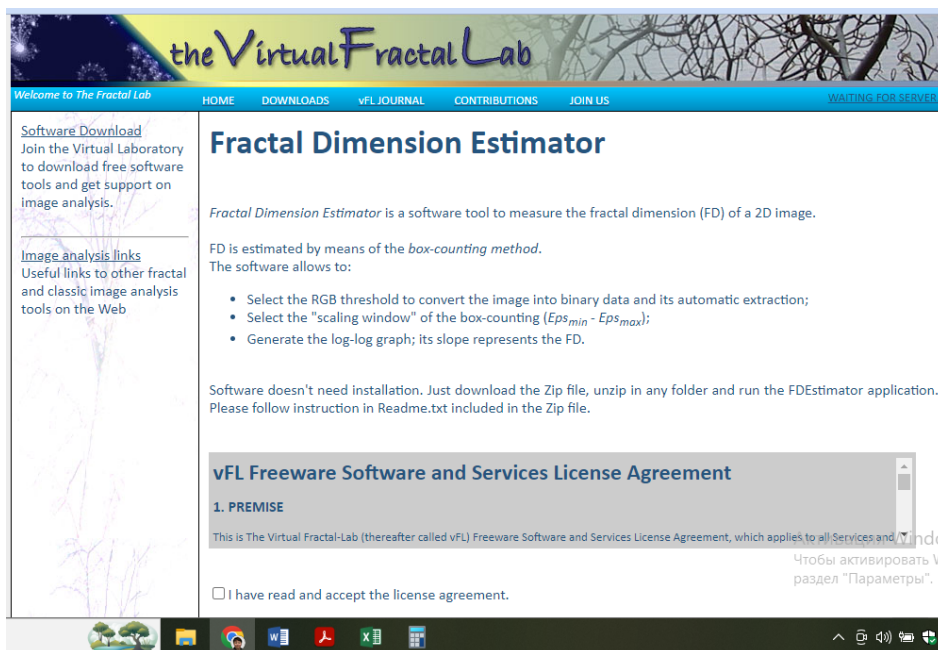 the Virtual Fractal Lab
Welcome to The Fractal Lab
HOME DOWNLOADS vFL JOURNAL CONTRIBUTIONS JOIN US WAITING FOR SERVER
Software Download
Join the Virtual Laboratory
to download free software
tools and get support on
image analysis.
Image analysis links
Useful links to other fractal
and classic image analysis
tools on the Web
Fractal Dimension Estimator
Fractal Dimension Estimator is a software tool to measure the fractal dimension (FD) of a 2D image.
FD is estimated by means of the box-counting method.
The software allows to:
• Select the RGB threshold to convert the image into binary data and its automatic extraction;
• Select the "scaling window" of the box-counting (Eps_min - Eps_max);
• Generate the log-log graph; its slope represents the FD.
Software doesn't need installation. Just download the Zip file, unzip in any folder and run the FDEstimator application.
Please follow instruction in Readme.txt included in the Zip file.
vFL Freeware Software and Services License Agreement
1. PREMISE
This is The Virtual Fractal-Lab (thereafter called vFL) Freeware Software and Services License Agreement, which applies to all Services and
Чтобы активировать W
раздел "Параметры".
I have read and accept the license agreement.